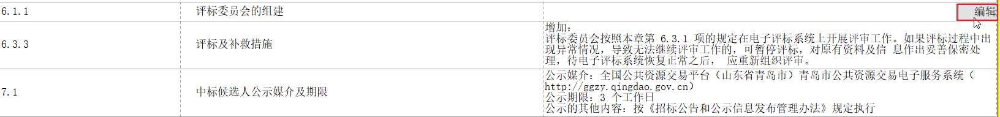 6.1.1 评标委员会的组建 编辑
增加：
评标委员会按照本章第 6.3.1 项的规定在电子评标系统上开展评审工作。如果评标过程中出
6.3.3 评标及补救措施 现异常情况，导致无法继续评审工作的，可暂停评标，对原有资料及信 息作出妥善保密处
理，待电子评标系统恢复正常之后， 应重新组织评审。
公示媒介：全国公共资源交易平台（山东省青岛市）青岛市公共资源交易电子服务系统（
http://ggzy.qingdao.gov.cn）
7.1 中标候选人公示媒介及期限 公示期限：3 个工作日
公示的其他内容：按《招标公告和公示信息发布管理办法》规定执行